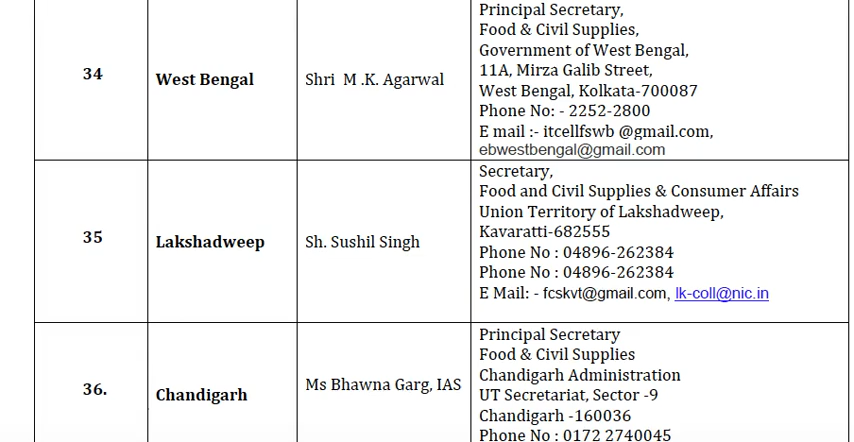 Principal Secretary,
Food & Civil Supplies,
Government of West Bengal,
34
West Bengal
Shri M .K. Agarwal
11A, Mirza Galib Street,
West Bengal, Kolkata-700087
Phone No: - 2252-2800
E mail :- itcellfswb @gmail.com,
ebwestbengal@gmail.com
Secretary,
Food and Civil Supplies & Consumer Affairs
Union Territory of Lakshadweep,
35
Lakshadweep
Sh. Sushil Singh
Kavaratti-682555
Phone No : 04896-262384
Phone No : 04896-262384
E Mail: - fcskvt@gmail.com, lk-coll@nic.in
Principal Secretary
Food & Civil Supplies
Chandigarh Administration
36.
Chandigarh
Ms Bhawna Garg, IAS
UT Secretariat, Sector -9
Chandigarh -160036
Phone No : 0172 2740045